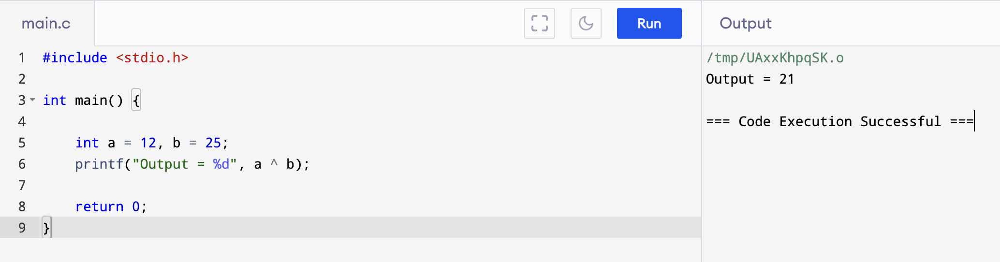 main.c
Run
Output
1 #include <stdio.h>
2
3 int main() {
4
5     int a = 12, b = 25;
6     printf("Output = %d", a ^ b);
7
8     return 0;
9 }
/tmp/UAxxKhpqSK.o
Output = 21
=== Code Execution Successful ===